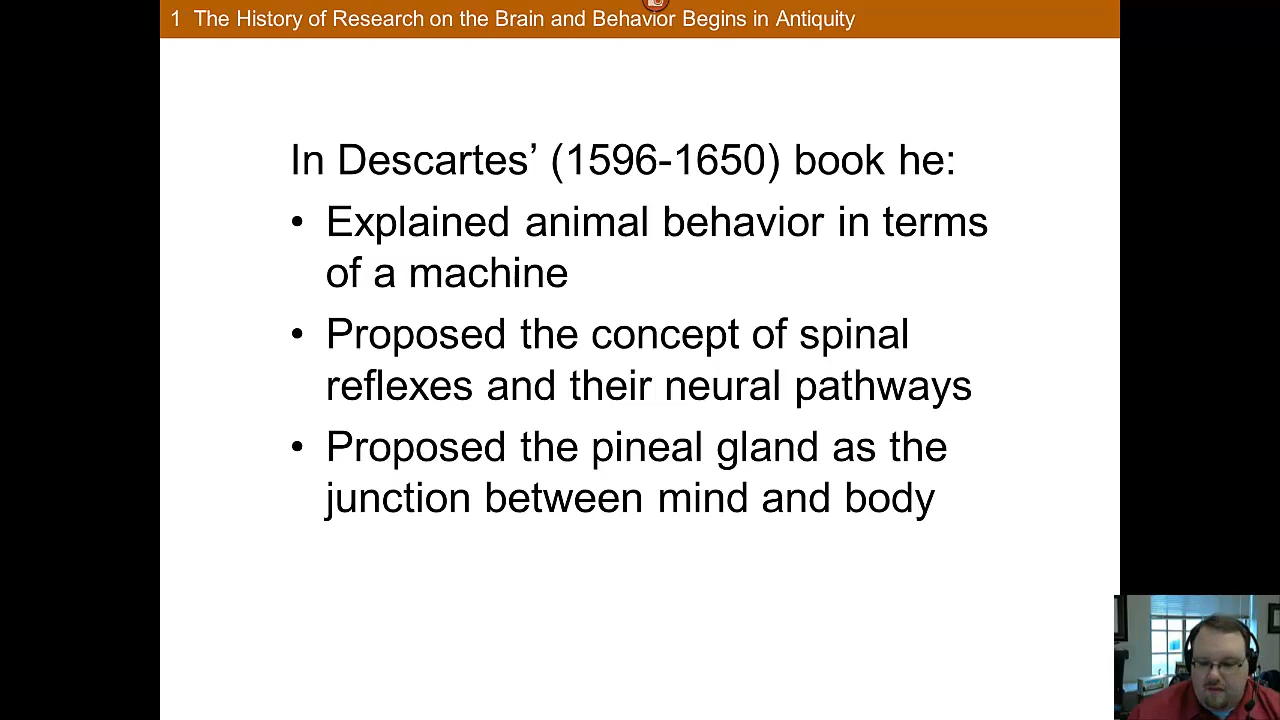 1 The History of Research on the Brain and Behavior Begins in Antiquity
In Descartes’ (1596-1650) book he:
• Explained animal behavior in terms
of a machine
• Proposed the concept of spinal
reflexes and their neural pathways
• Proposed the pineal gland as the
junction between mind and body